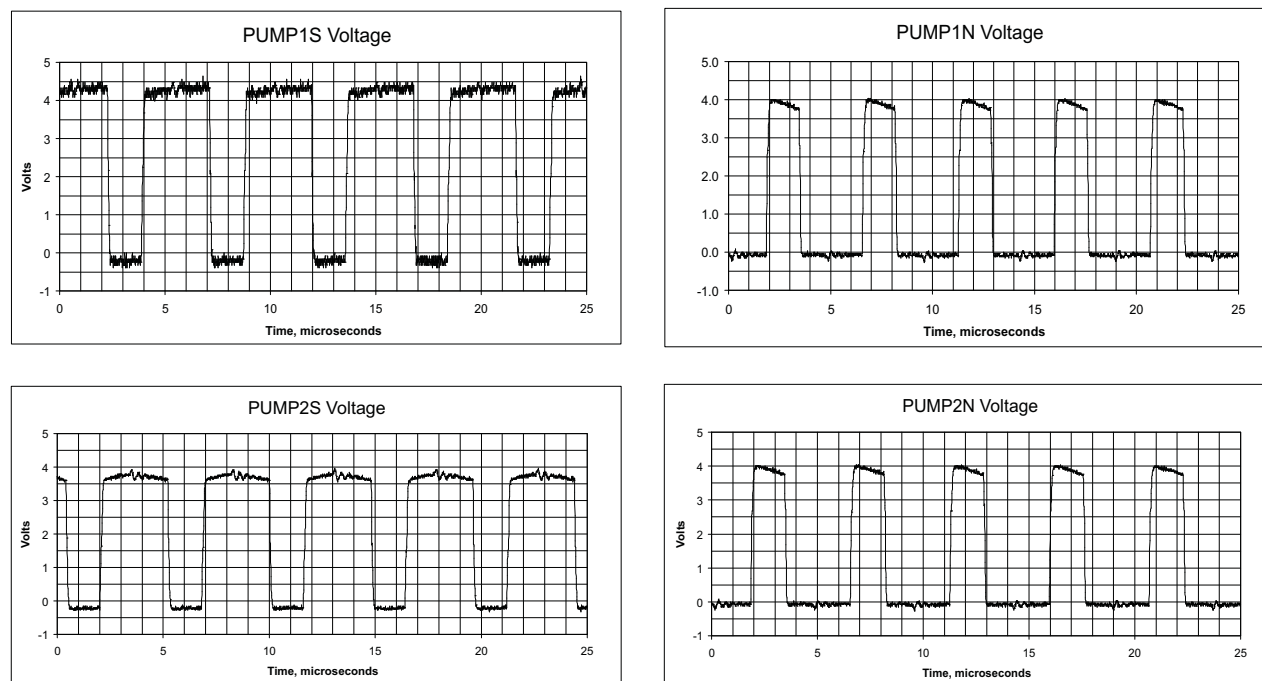 PUMP1S Voltage
5
4
3
2
1
0
-1
Volts
0 5 10 15 20 25
Time, microseconds
PUMP1N Voltage
5.0
4.0
3.0
2.0
1.0
0.0
-1.0
Volts
0 5 10 15 20 25
Time, microseconds
PUMP2S Voltage
5
4
3
2
1
0
-1
Volts
0 5 10 15 20 25
Time, microseconds
PUMP2N Voltage
5
4
3
2
1
0
-1
Volts
0 5 10 15 20 25
Time, microseconds